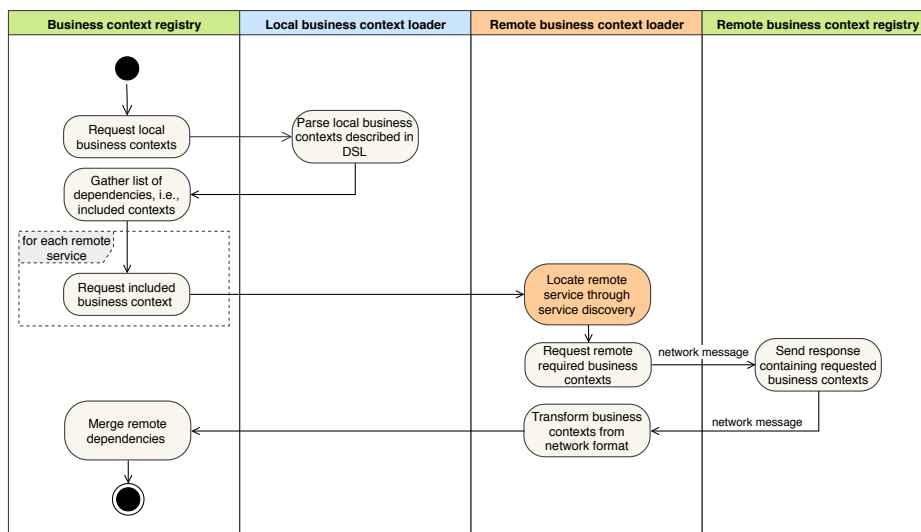 Business context registry
Local business context loader
Remote business context loader
Remote business context registry
Request local
business contexts
Parse local business
contexts described in
DSL
Gather list of
dependencies, i.e.,
included contexts
for each remote
service
Request included
business context
Locate remote
service through
service discovery
Request remote
required business
contexts
network message
Send response
containing requested
business contexts
Merge remote
dependencies
Transform business
contexts from
network format
network message